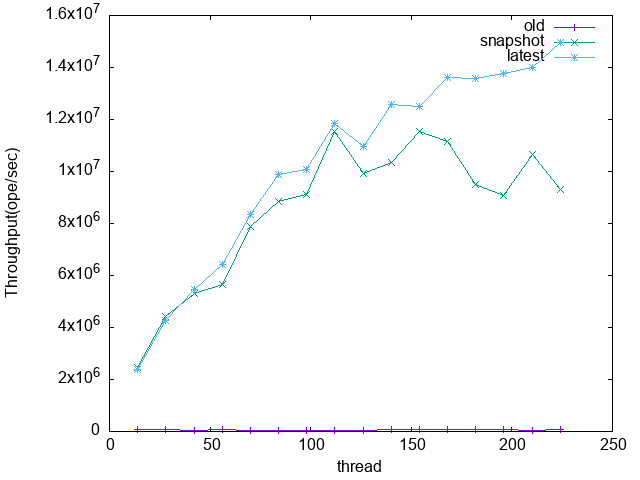 1.6x10^7
1.4x10^7
1.2x10^7
1x10^7
8x10^6
6x10^6
4x10^6
2x10^6
0
Throughput(ope/sec)
old
snapshot
latest
0 50 100 150 200 250
thread